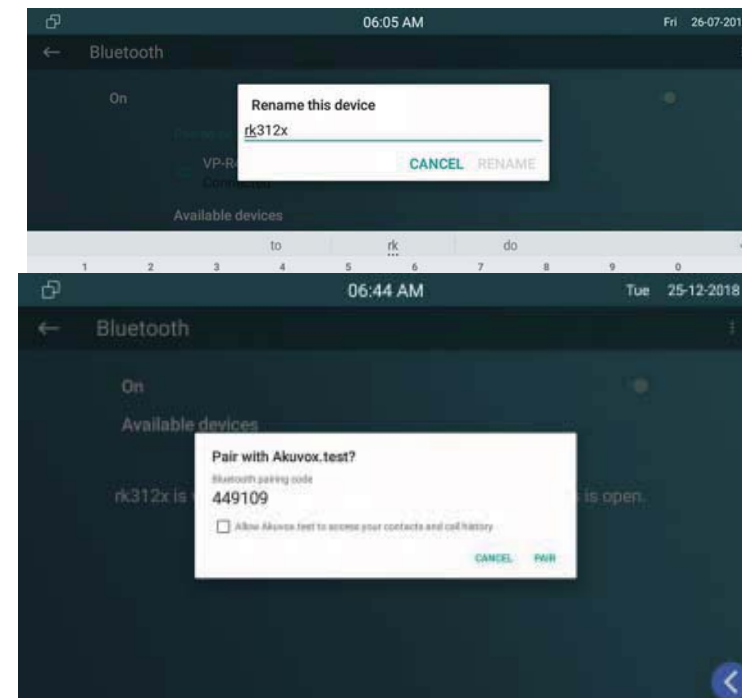 06:05 AM
Fri 26-07-201
Bluetooth
On
Rename this device
rk312x
VP-R
CANCEL RENAME
Connected
Available devices
to rk do
1 2 3 4 5 6 7 8 9 0
06:44 AM
Tue 25-12-2018
Bluetooth
On
Available devices
Pair with Akuvox.test?
Bluetooth pairing code
rk312x is
449109
is open.
Allow Akuvox.test to access your contacts and call history
CANCEL PAIR